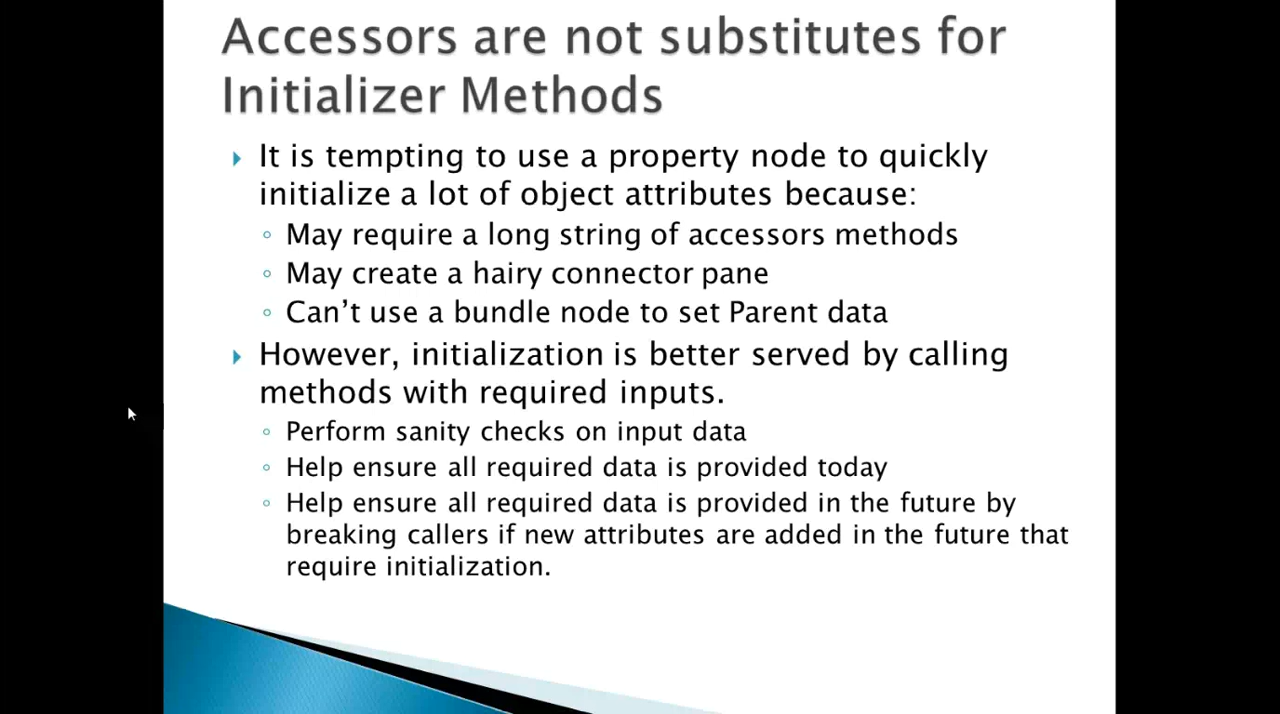 Accessors are not substitutes for
Initializer Methods
It is tempting to use a property node to quickly
initialize a lot of object attributes because:
May require a long string of accessors methods
May create a hairy connector pane
Can’t use a bundle node to set Parent data
However, initialization is better served by calling
methods with required inputs.
Perform sanity checks on input data
Help ensure all required data is provided today
Help ensure all required data is provided in the future by
breaking callers if new attributes are added in the future that
require initialization.